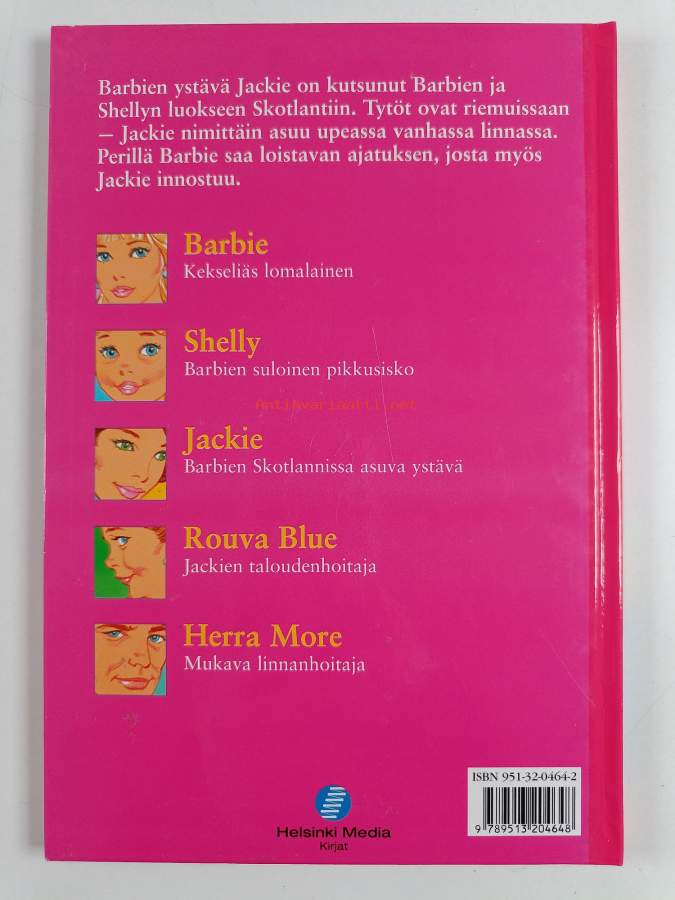 Barbien ystävä Jackie on kutsunut Barbien ja
Shellyn luokseen Skotlantiin. Tytöt ovat riemuissaan
– Jackie nimittäin asuu upeassa vanhassa linnassa.
Perillä Barbie saa loistavan ajatuksen, josta myös
Jackie innostuu.
Barbie
Kekseliäs lomalainen
Shelly
Barbien suloinen pikkusisko
Antikvariaatti.net
Jackie
Barbien Skotlannissa asuva ystävä
Rouva Blue
Jackien taloudenhoitaja
Herra More
Mukava linnanhoitaja
ISBN 951-32-0464-2
9 789513 204648
Helsinki Media
Kirjat